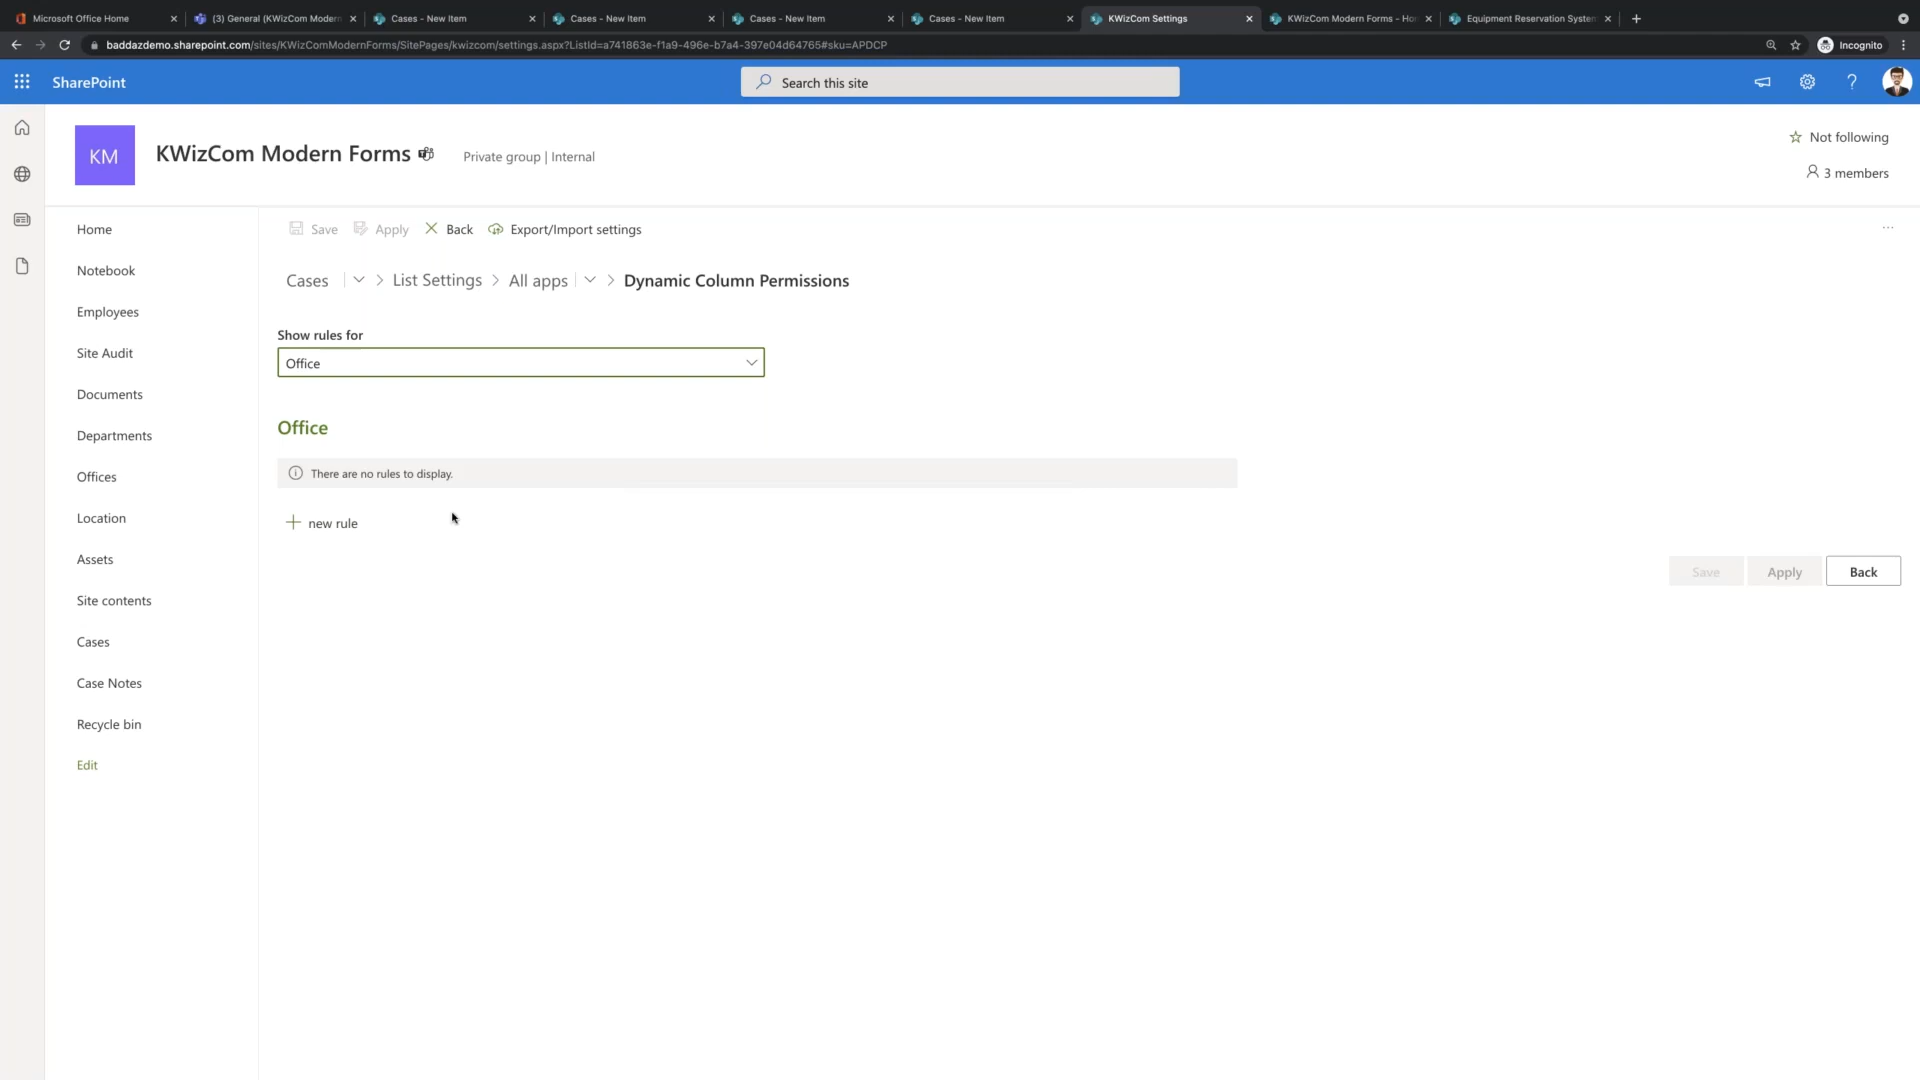 Microsoft Office Home
(3) General (KWizCom Modern
Cases - New Item
Cases - New Item
Cases - New Item
Cases - New Item
KWizCom Settings
KWizCom Modern Forms - Ho
Equipment Reservation System
baddazdemo.sharepoint.com/sites/KWizComModernForms/SitePages/kwizcom/settings.aspx?ListId=a741863e-f1a9-496e-b7a4-397e04d64765#sku=APDCP
Incognito
SharePoint
Search this site
KM
KWizCom Modern Forms
Private group | Internal
Not following
3 members
Home
Notebook
Employees
Site Audit
Documents
Departments
Offices
Location
Assets
Site contents
Cases
Case Notes
Recycle bin
Edit
Save
Apply
Back
Export/Import settings
Cases
List Settings
All apps
Dynamic Column Permissions
Show rules for
Office
Office
There are no rules to display.
new rule
Save
Apply
Back